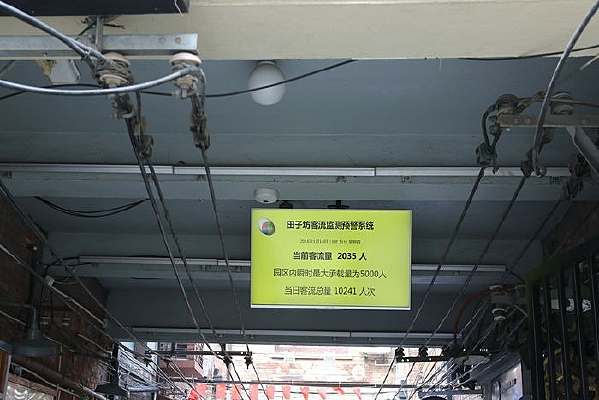 田子坊客流监测预警系统
当前客流量 2035 人
园区内瞬时最大承载量为5000人
当日客流总量 10241 人次